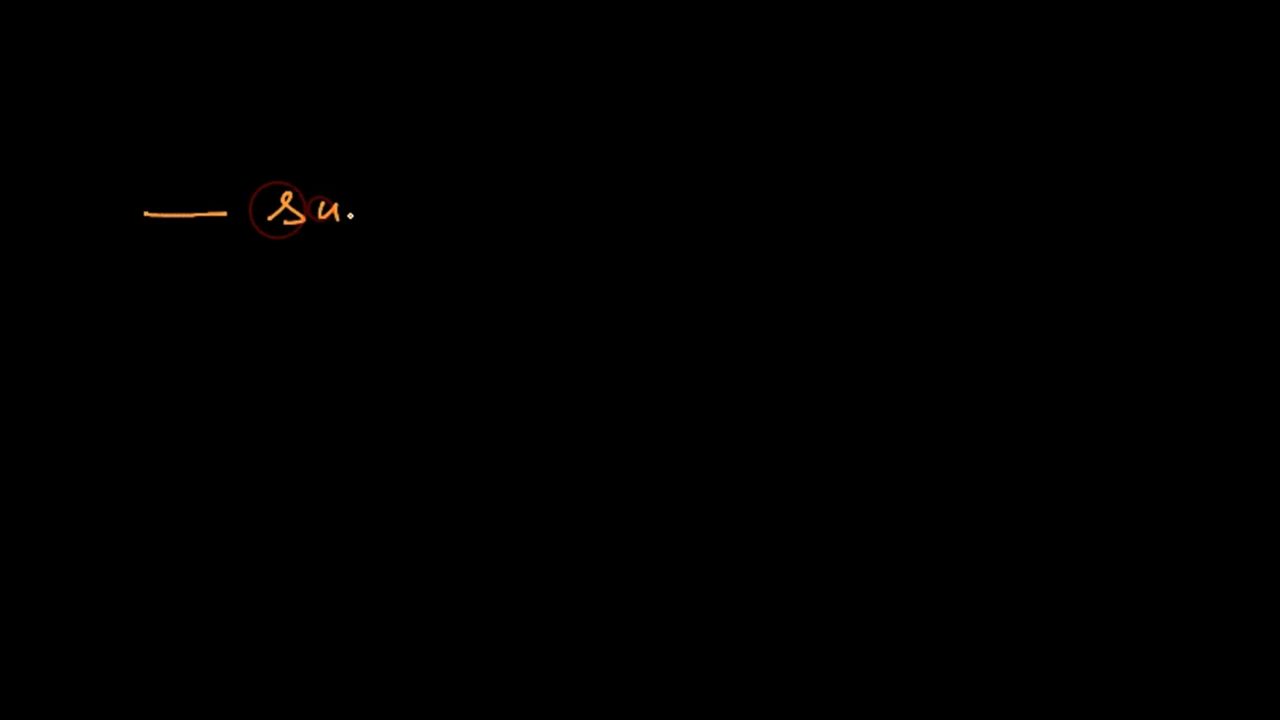 — su